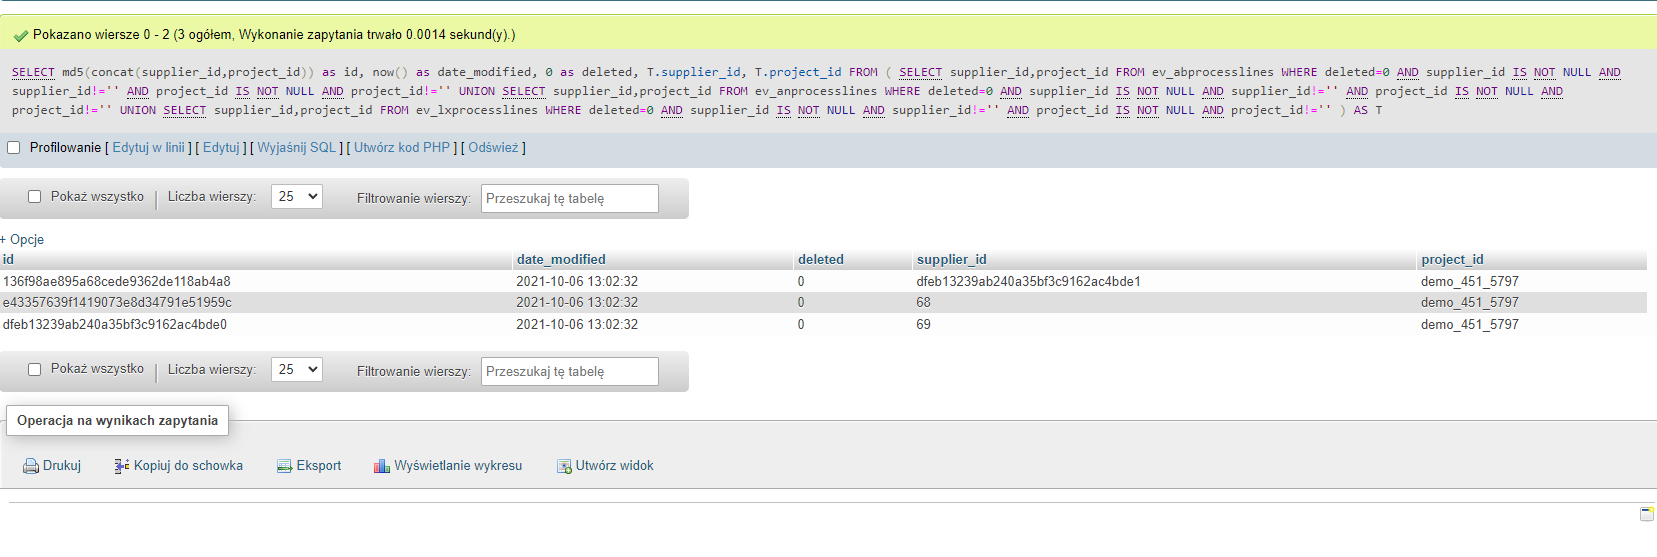 Pokazano wiersze 0 - 2 (3 ogółem, Wykonanie zapytania trwało 0.0014 sekund(y).)
SELECT md5(concat(supplier_id,project_id)) as id, now() as date_modified, 0 as deleted, T.supplier_id, T.project_id FROM ( SELECT supplier_id,project_id FROM ev_abprocesslines WHERE deleted=0 AND supplier_id IS NOT NULL AND
supplier_id!='' AND project_id IS NOT NULL AND project_id!='' UNION SELECT supplier_id,project_id FROM ev_anprocesslines WHERE deleted=0 AND supplier_id IS NOT NULL AND supplier_id!='' AND project_id IS NOT NULL AND
project_id!='' UNION SELECT supplier_id,project_id FROM ev_lxprocesslines WHERE deleted=0 AND supplier_id IS NOT NULL AND supplier_id!='' AND project_id IS NOT NULL AND project_id!='' ) AS T
Profilowanie [ Edytuj w linii ] [ Edytuj ] [ Wyjaśnij SQL ] [ Utwórz kod PHP ] [ Odśwież ]
Pokaż wszystko | Liczba wierszy: 25 Filtrowanie wierszy: Przeszukaj tę tabelę
+ Opcje
id date_modified deleted supplier_id project_id
136f98ae895a68cede9362de118ab4a8 2021-10-06 13:02:32 0 dfeb13239ab240a35bf3c9162ac4bde1 demo_451_5797
e43357639f1419073e8d34791e51959c 2021-10-06 13:02:32 0 68 demo_451_5797
dfeb13239ab240a35bf3c9162ac4bde0 2021-10-06 13:02:32 0 69 demo_451_5797
Pokaż wszystko | Liczba wierszy: 25 Filtrowanie wierszy: Przeszukaj tę tabelę
Operacja na wynikach zapytania
Drukuj Kopiuj do schowka Eksport Wyświetlanie wykresu Utwórz widok